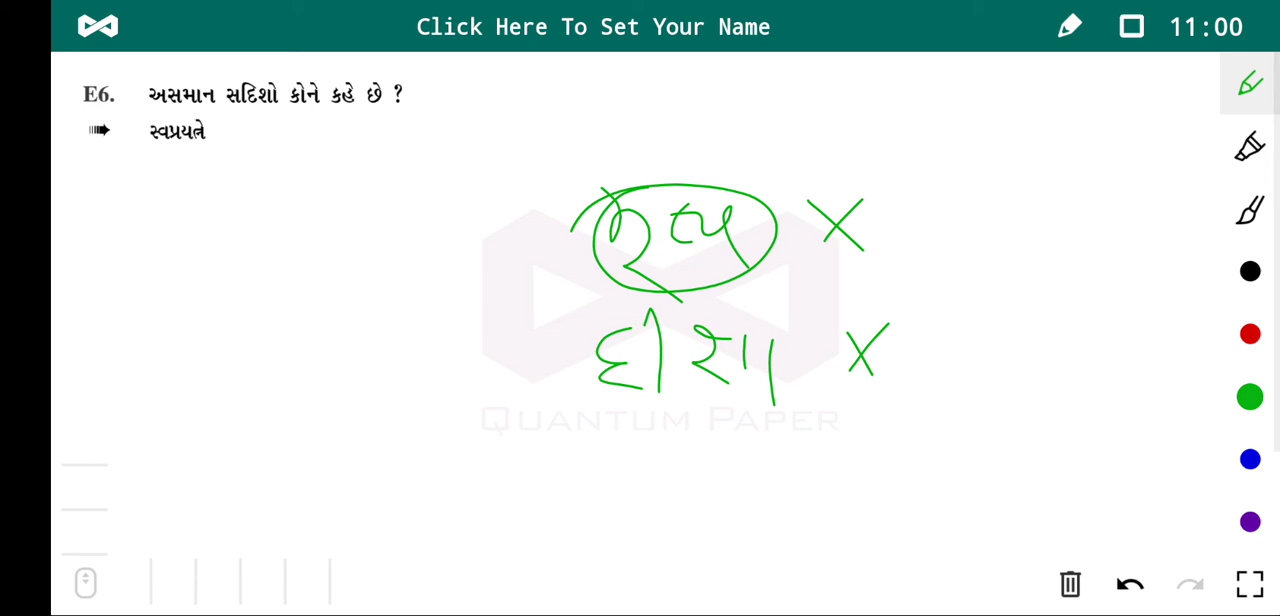 Click Here To Set Your Name
11:00
E6. અસમાન સદિશો કોને કહે છે ?
➠ સ્વપ્રયત્ને
X
X
QUANTUM PAPER